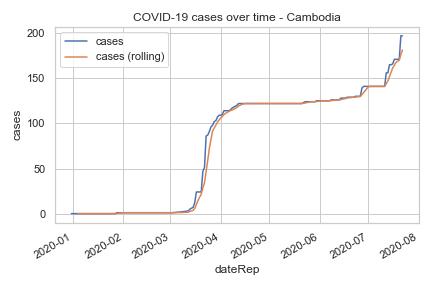 COVID-19 cases over time - Cambodia
cases
cases (rolling)
200
150
100
50
0
cases
2020-01
2020-02
2020-03
2020-04
2020-05
2020-06
2020-07
2020-08
dateRep